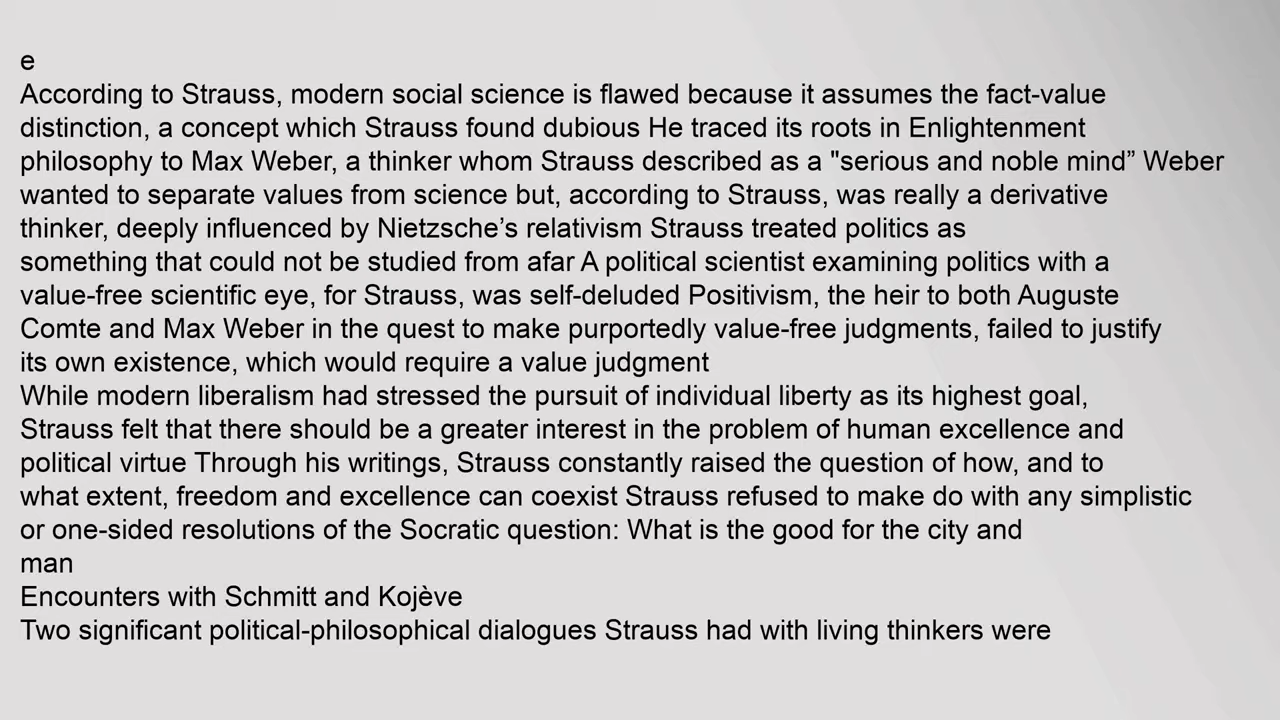 e
According to Strauss, modern social science is flawed because it assumes the fact-value
distinction, a concept which Strauss found dubious He traced its roots in Enlightenment
philosophy to Max Weber, a thinker whom Strauss described as a "serious and noble mind” Weber
wanted to separate values from science but, according to Strauss, was really a derivative
thinker, deeply influenced by Nietzsche’s relativism Strauss treated politics as
something that could not be studied from afar A political scientist examining politics with a
value-free scientific eye, for Strauss, was self-deluded Positivism, the heir to both Auguste
Comte and Max Weber in the quest to make purportedly value-free judgments, failed to justify
its own existence, which would require a value judgment
While modern liberalism had stressed the pursuit of individual liberty as its highest goal,
Strauss felt that there should be a greater interest in the problem of human excellence and
political virtue Through his writings, Strauss constantly raised the question of how, and to
what extent, freedom and excellence can coexist Strauss refused to make do with any simplistic
or one-sided resolutions of the Socratic question: What is the good for the city and
man
Encounters with Schmitt and Kojève
Two significant political-philosophical dialogues Strauss had with living thinkers were